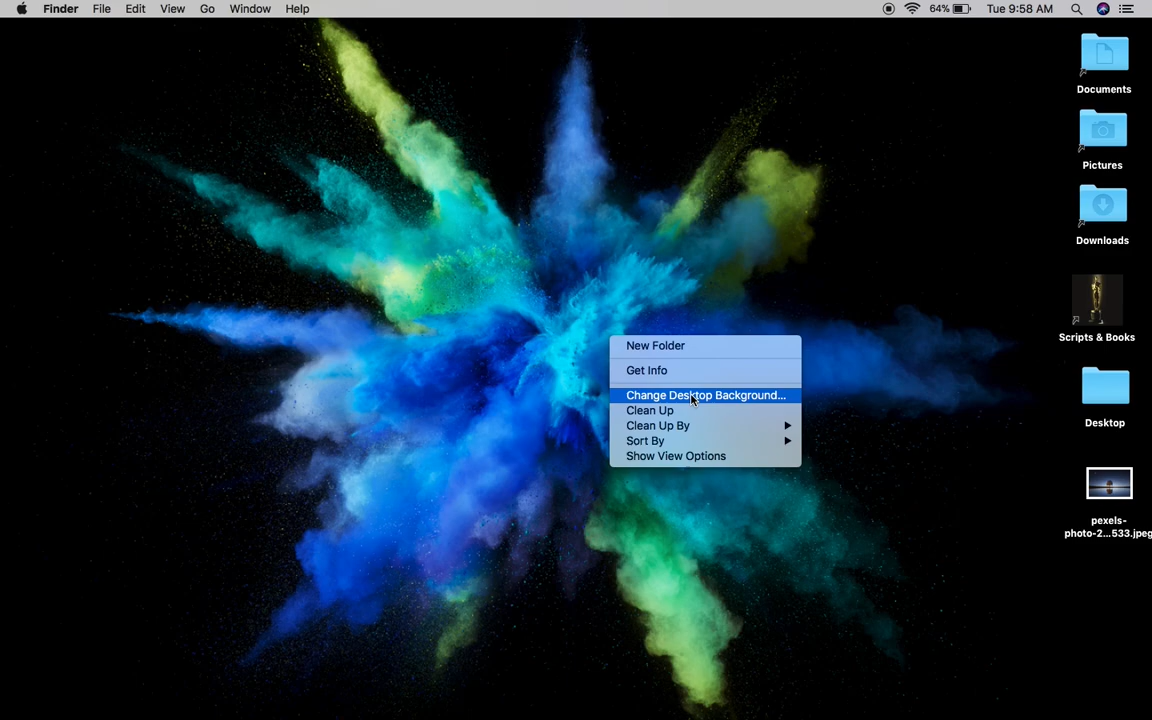 Finder File Edit View Go Window Help 64% Tue 9:58 AM
Documents
Pictures
Downloads
Scripts & Books
Desktop
pexels-
photo-2...533.jpeg
New Folder
Get Info
Change Desktop Background...
Clean Up
Clean Up By
Sort By
Show View Options